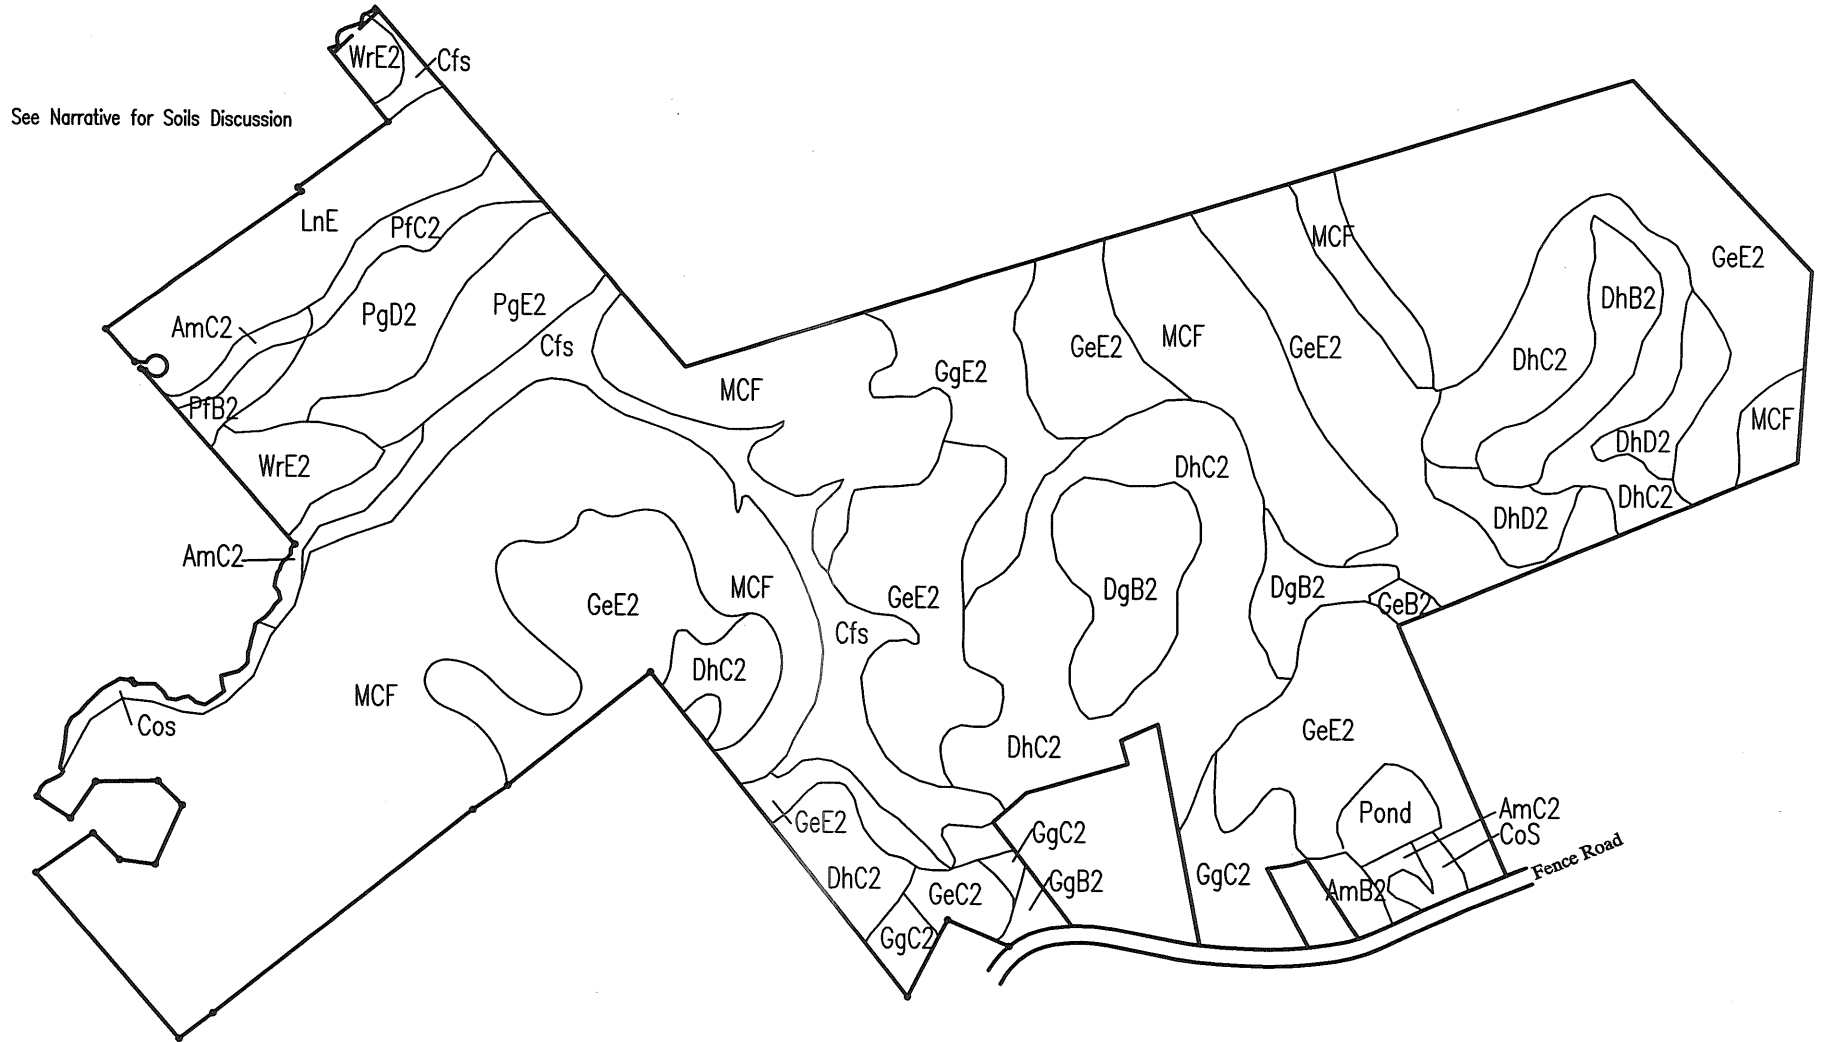 WrE2
Cfs
See Narrative for Soils Discussion
LnE
PfC2
MCF
GeE2
AmC2
PgD2
PgE2
DhB2
Cfs
GeE2
MCF
GeE2
DhC2
MCF
GgE2
PfB2
MCF
DhD2
WrE2
DhC2
DhC2
DhD2
AmC2
MCF
GeE2
GeE2
DgB2
DgB2
GeB2
Cfs
DhC2
MCF
Cos
GeE2
DhC2
Pond
AmC2
GeE2
GgC2
CoS
Fence Road
DhC2
GeC2
GgB2
GgC2
AmB2
GgC2